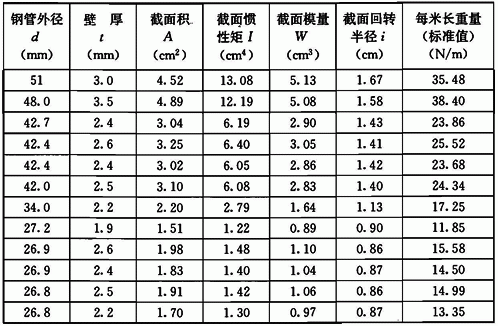 钢管外径 壁 厚 截面积 截面惯 截面模量 截面回转 每米长重量
d t A 性矩 I W 半径 i (标准值)
(mm) (mm) (cm²) (cm⁴) (cm³) (cm) (N/m)
51 3.0 4.52 13.08 5.13 1.67 35.48
48.0 3.5 4.89 12.19 5.08 1.58 38.40
42.7 2.4 3.04 6.19 2.90 1.43 23.86
42.4 2.6 3.25 6.40 3.05 1.41 25.52
42.4 2.4 3.02 6.05 2.86 1.42 23.68
42.0 2.5 3.10 6.08 2.83 1.40 24.34
34.0 2.2 2.20 2.79 1.64 1.13 17.25
27.2 1.9 1.51 1.22 0.89 0.90 11.85
26.9 2.6 1.98 1.48 1.10 0.86 15.58
26.9 2.4 1.83 1.40 1.04 0.87 14.50
26.8 2.5 1.91 1.42 1.06 0.86 14.99
26.8 2.2 1.70 1.30 0.97 0.87 13.35